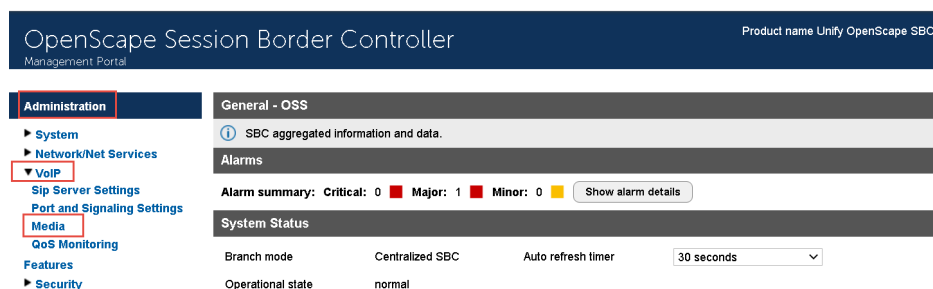 OpenScape Session Border Controller
Product name Unify OpenScape SBC
Management Portal
Administration
System
Network/Net Services
VoIP
Sip Server Settings
Port and Signaling Settings
Media
QoS Monitoring
Features
Security
General - OSS
SBC aggregated information and data.
Alarms
Alarm summary: Critical: 0 Major: 1 Minor: 0 Show alarm details
System Status
Branch mode Centralized SBC Auto refresh timer 30 seconds
Operational state normal